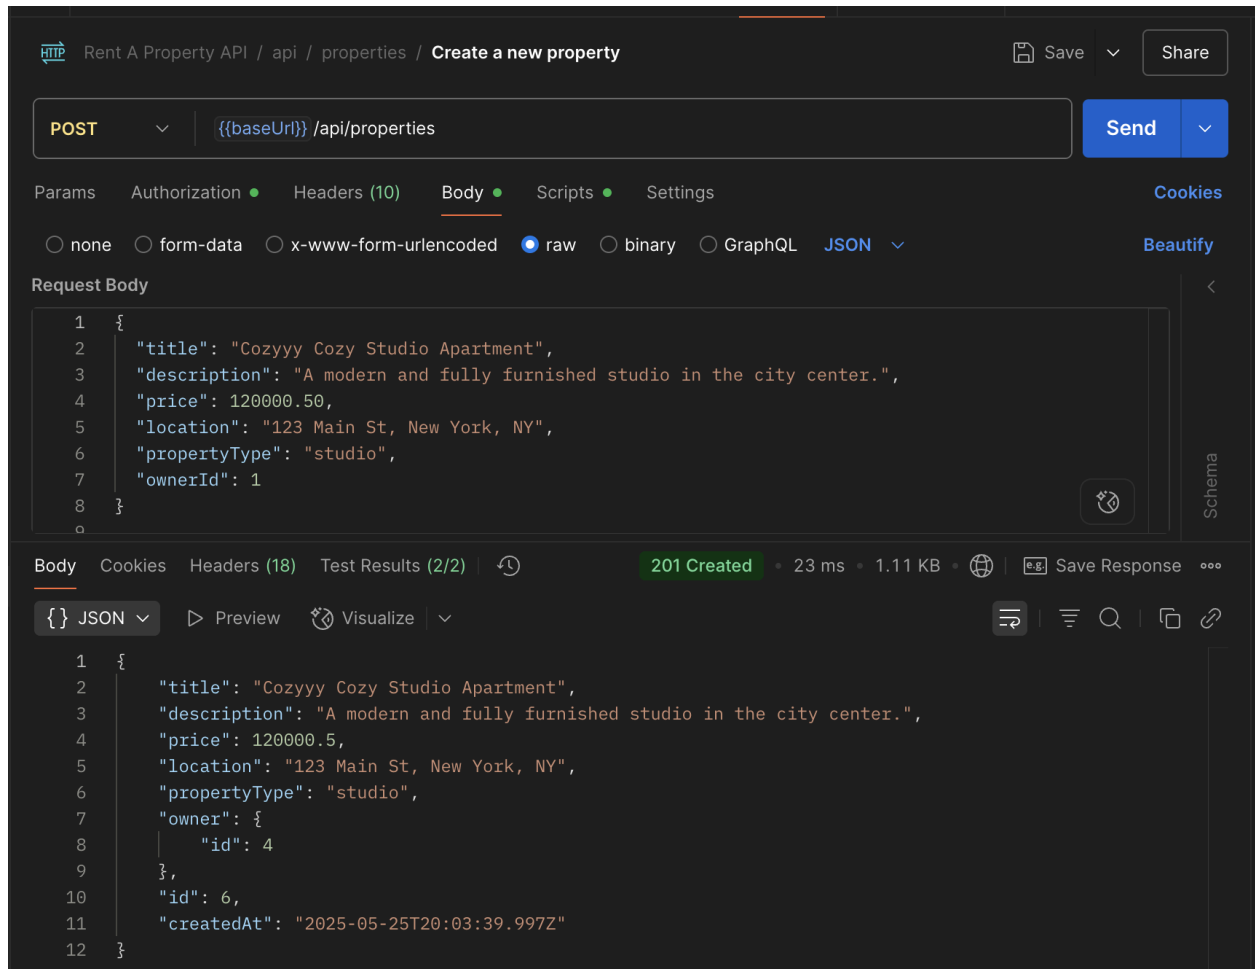 HTTP Rent A Property API / api / properties / Create a new property Save Share
POST {{baseUrl}}/api/properties Send
Params Authorization Headers (10) Body Scripts Settings Cookies
none form-data x-www-form-urlencoded raw binary GraphQL JSON Beautify
Request Body
1 {
2 "title": "Cozyyy Cozy Studio Apartment",
3 "description": "A modern and fully furnished studio in the city center.",
4 "price": 120000.50,
5 "location": "123 Main St, New York, NY",
6 "propertyType": "studio",
7 "ownerId": 1
8 }
9
Schema
Body Cookies Headers (18) Test Results (2/2) 201 Created • 23 ms • 1.11 KB • e.g. Save Response
{} JSON Preview Visualize
1 {
2 "title": "Cozyyy Cozy Studio Apartment",
3 "description": "A modern and fully furnished studio in the city center.",
4 "price": 120000.5,
5 "location": "123 Main St, New York, NY",
6 "propertyType": "studio",
7 "owner": {
8 "id": 4
9 },
10 "id": 6,
11 "createdAt": "2025-05-25T20:03:39.997Z"
12 }